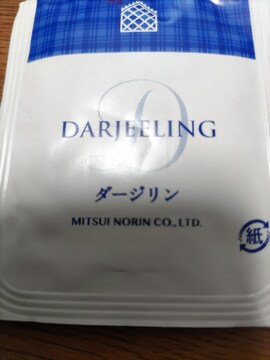 DARJEELING
ダージリン
MITSUI NORIN CO., LTD.
紙